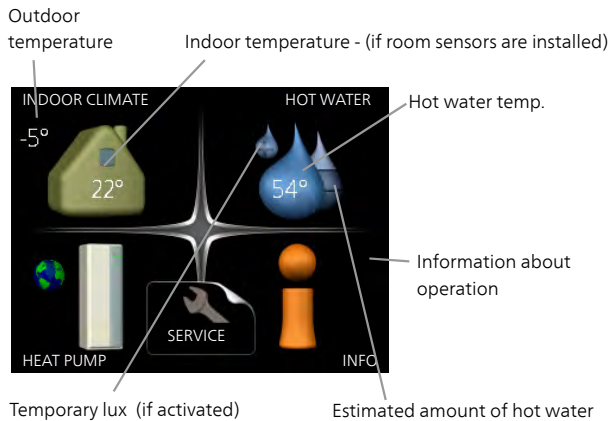 Outdoor
temperature
Indoor temperature - (if room sensors are installed)
INDOOR CLIMATE
HOT WATER
Hot water temp.
-5°
22°
54°
Information about
operation
SERVICE
HEAT PUMP
INFO
Temporary lux (if activated)
Estimated amount of hot water